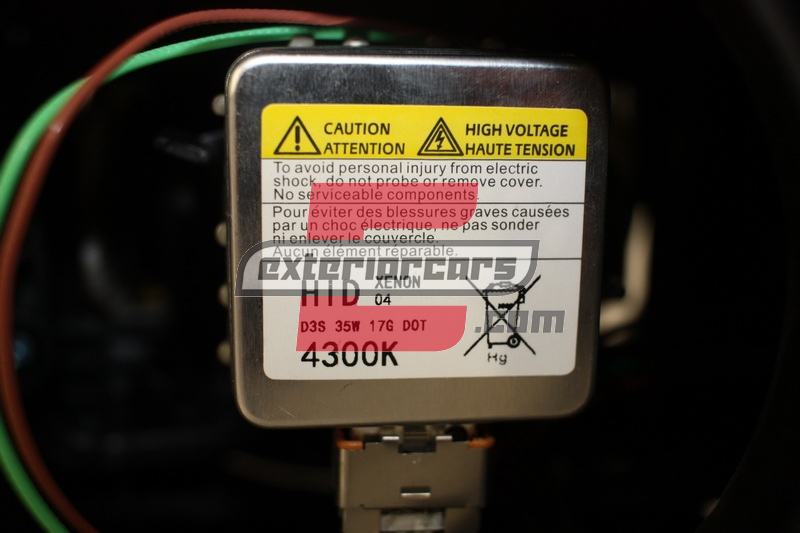 CAUTION
ATTENTION
HIGH VOLTAGE
HAUTE TENSION
To avoid personal injury from electric
shock, do not probe or remove cover.
No serviceable components.
Pour éviter des blessures graves causées
par un choc électrique, ne pas sonder
ni enlever le couvercle.
Aucun élément réparable.
exteriorcars
.com
HID XENON
04
D3S 35W 17G DOT
4300K
Hg